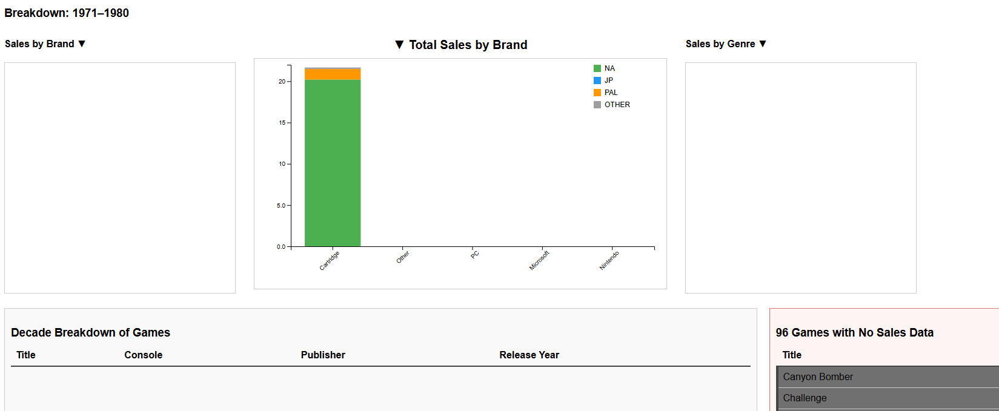 Breakdown: 1971–1980
Sales by Brand ▼
▼ Total Sales by Brand
Sales by Genre ▼
NA
JP
PAL
OTHER
20
15
10
5.0
0.0
Cartridge
Other
PC
Microsoft
Nintendo
Decade Breakdown of Games
Title Console Publisher Release Year
96 Games with No Sales Data
Title
Canyon Bomber
Challenge